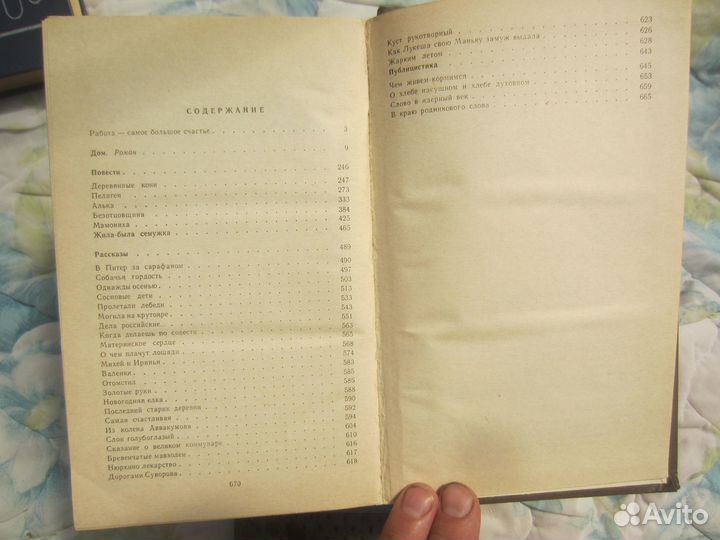 СОДЕРЖАНИЕ
Работа — самое большое счастье . 3
Дом. Роман . 9
Повести . 246
Деревянные кони . 247
Пелагея . 273
Алька . 333
Безотцовщина . 384
Мамониха . 425
Жила-была семужка . 465
Рассказы . 489
В Питер за сарафаном . 490
Собачья гордость . 497
Однажды осенью . 503
Сосновые дети . 513
Пролетали лебеди . 533
Могила на крутояре . 543
Дела российские . 551
Когда делаешь по совести . 563
Материнское сердце . 565
О чем плачут лошади . 568
Михей и Иринья . 574
Валенки . 583
Отомстил . 585
Золотые руки . 585
Новогодняя елка . 588
Последний старик деревни . 590
Самая счастливая . 592
Из колена Аввакумова . 594
Слон голубоглазый . 604
Сказание о великом коммунаре . 610
Бревенчатые мавзолеи . 616
Нюркино лекарство . 617
Дорогами Суворова . 618
670
Куст рукотворный . 623
Как Лукеша свою Маньку замуж выдала . 626
Жарким летом . 628
Публицистика . 643
Чем живем-кормимся . 645
О хлебе насущном и хлебе духовном . 653
Слово в ядерный век . 659
В краю родникового слова . 665
Avito